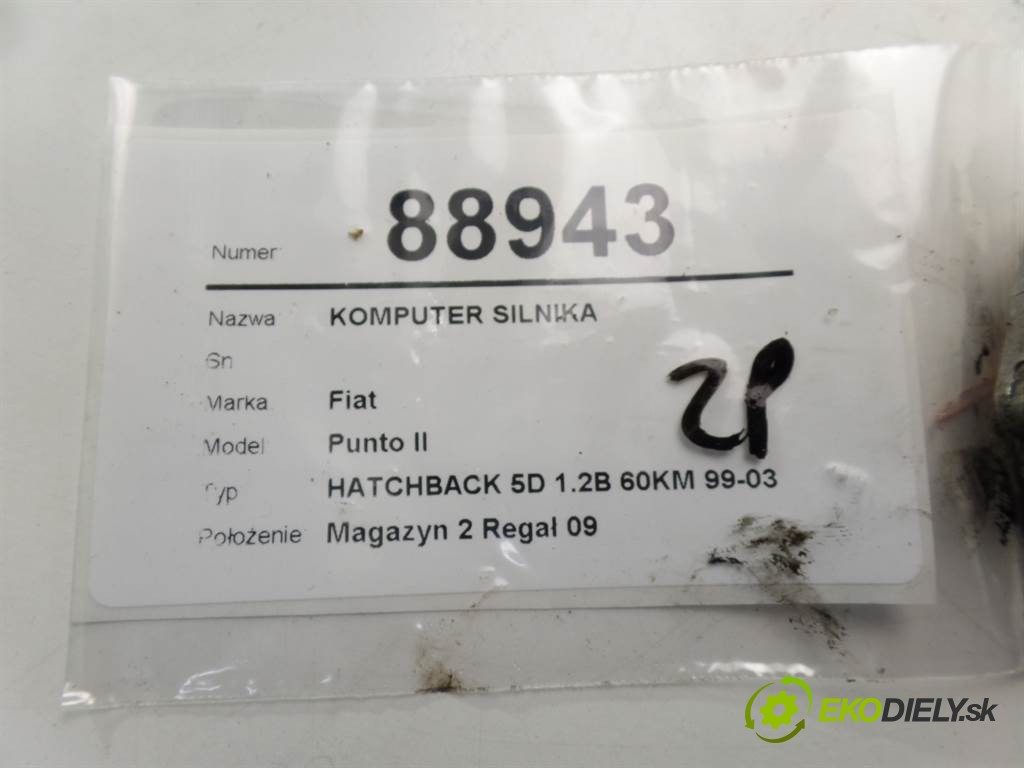 Numer 88943
Nazwa KOMPUTER SILNIKA
Sn
Marka Fiat
Model Punto II
Typ HATCHBACK 5D 1.2B 60KM 99-03
Położenie Magazyn 2 Regał 09
EKODIELY.sk